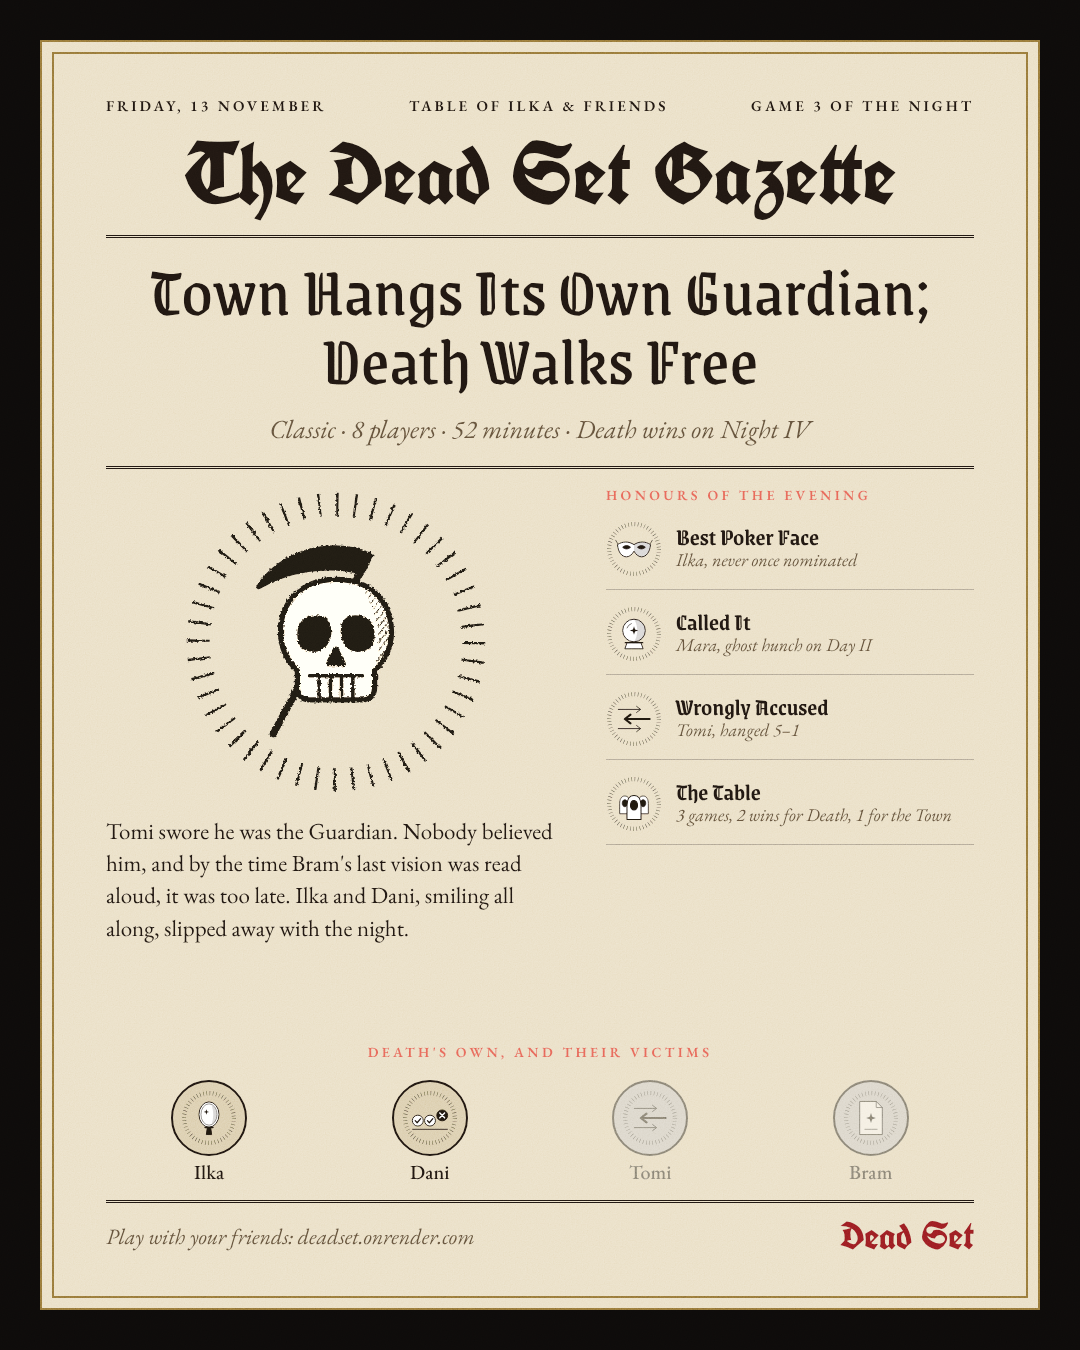 FRIDAY, 13 NOVEMBER
TABLE OF ILKA & FRIENDS
GAME 3 OF THE NIGHT
The Dead Set Gazette
Town Hangs Its Own Guardian;
Death Walks Free
Classic · 8 players · 52 minutes · Death wins on Night IV
Tomi swore he was the Guardian. Nobody believed
him, and by the time Bram's last vision was read
aloud, it was too late. Ilka and Dani, smiling all
along, slipped away with the night.
HONOURS OF THE EVENING
Best Poker Face
Ilka, never once nominated
Called It
Mara, ghost hunch on Day II
Wrongly Accused
Tomi, hanged 5–1
The Table
3 games, 2 wins for Death, 1 for the Town
DEATH'S OWN, AND THEIR VICTIMS
Ilka
Dani
Tomi
Bram
Play with your friends: deadset.onrender.com
Dead Set